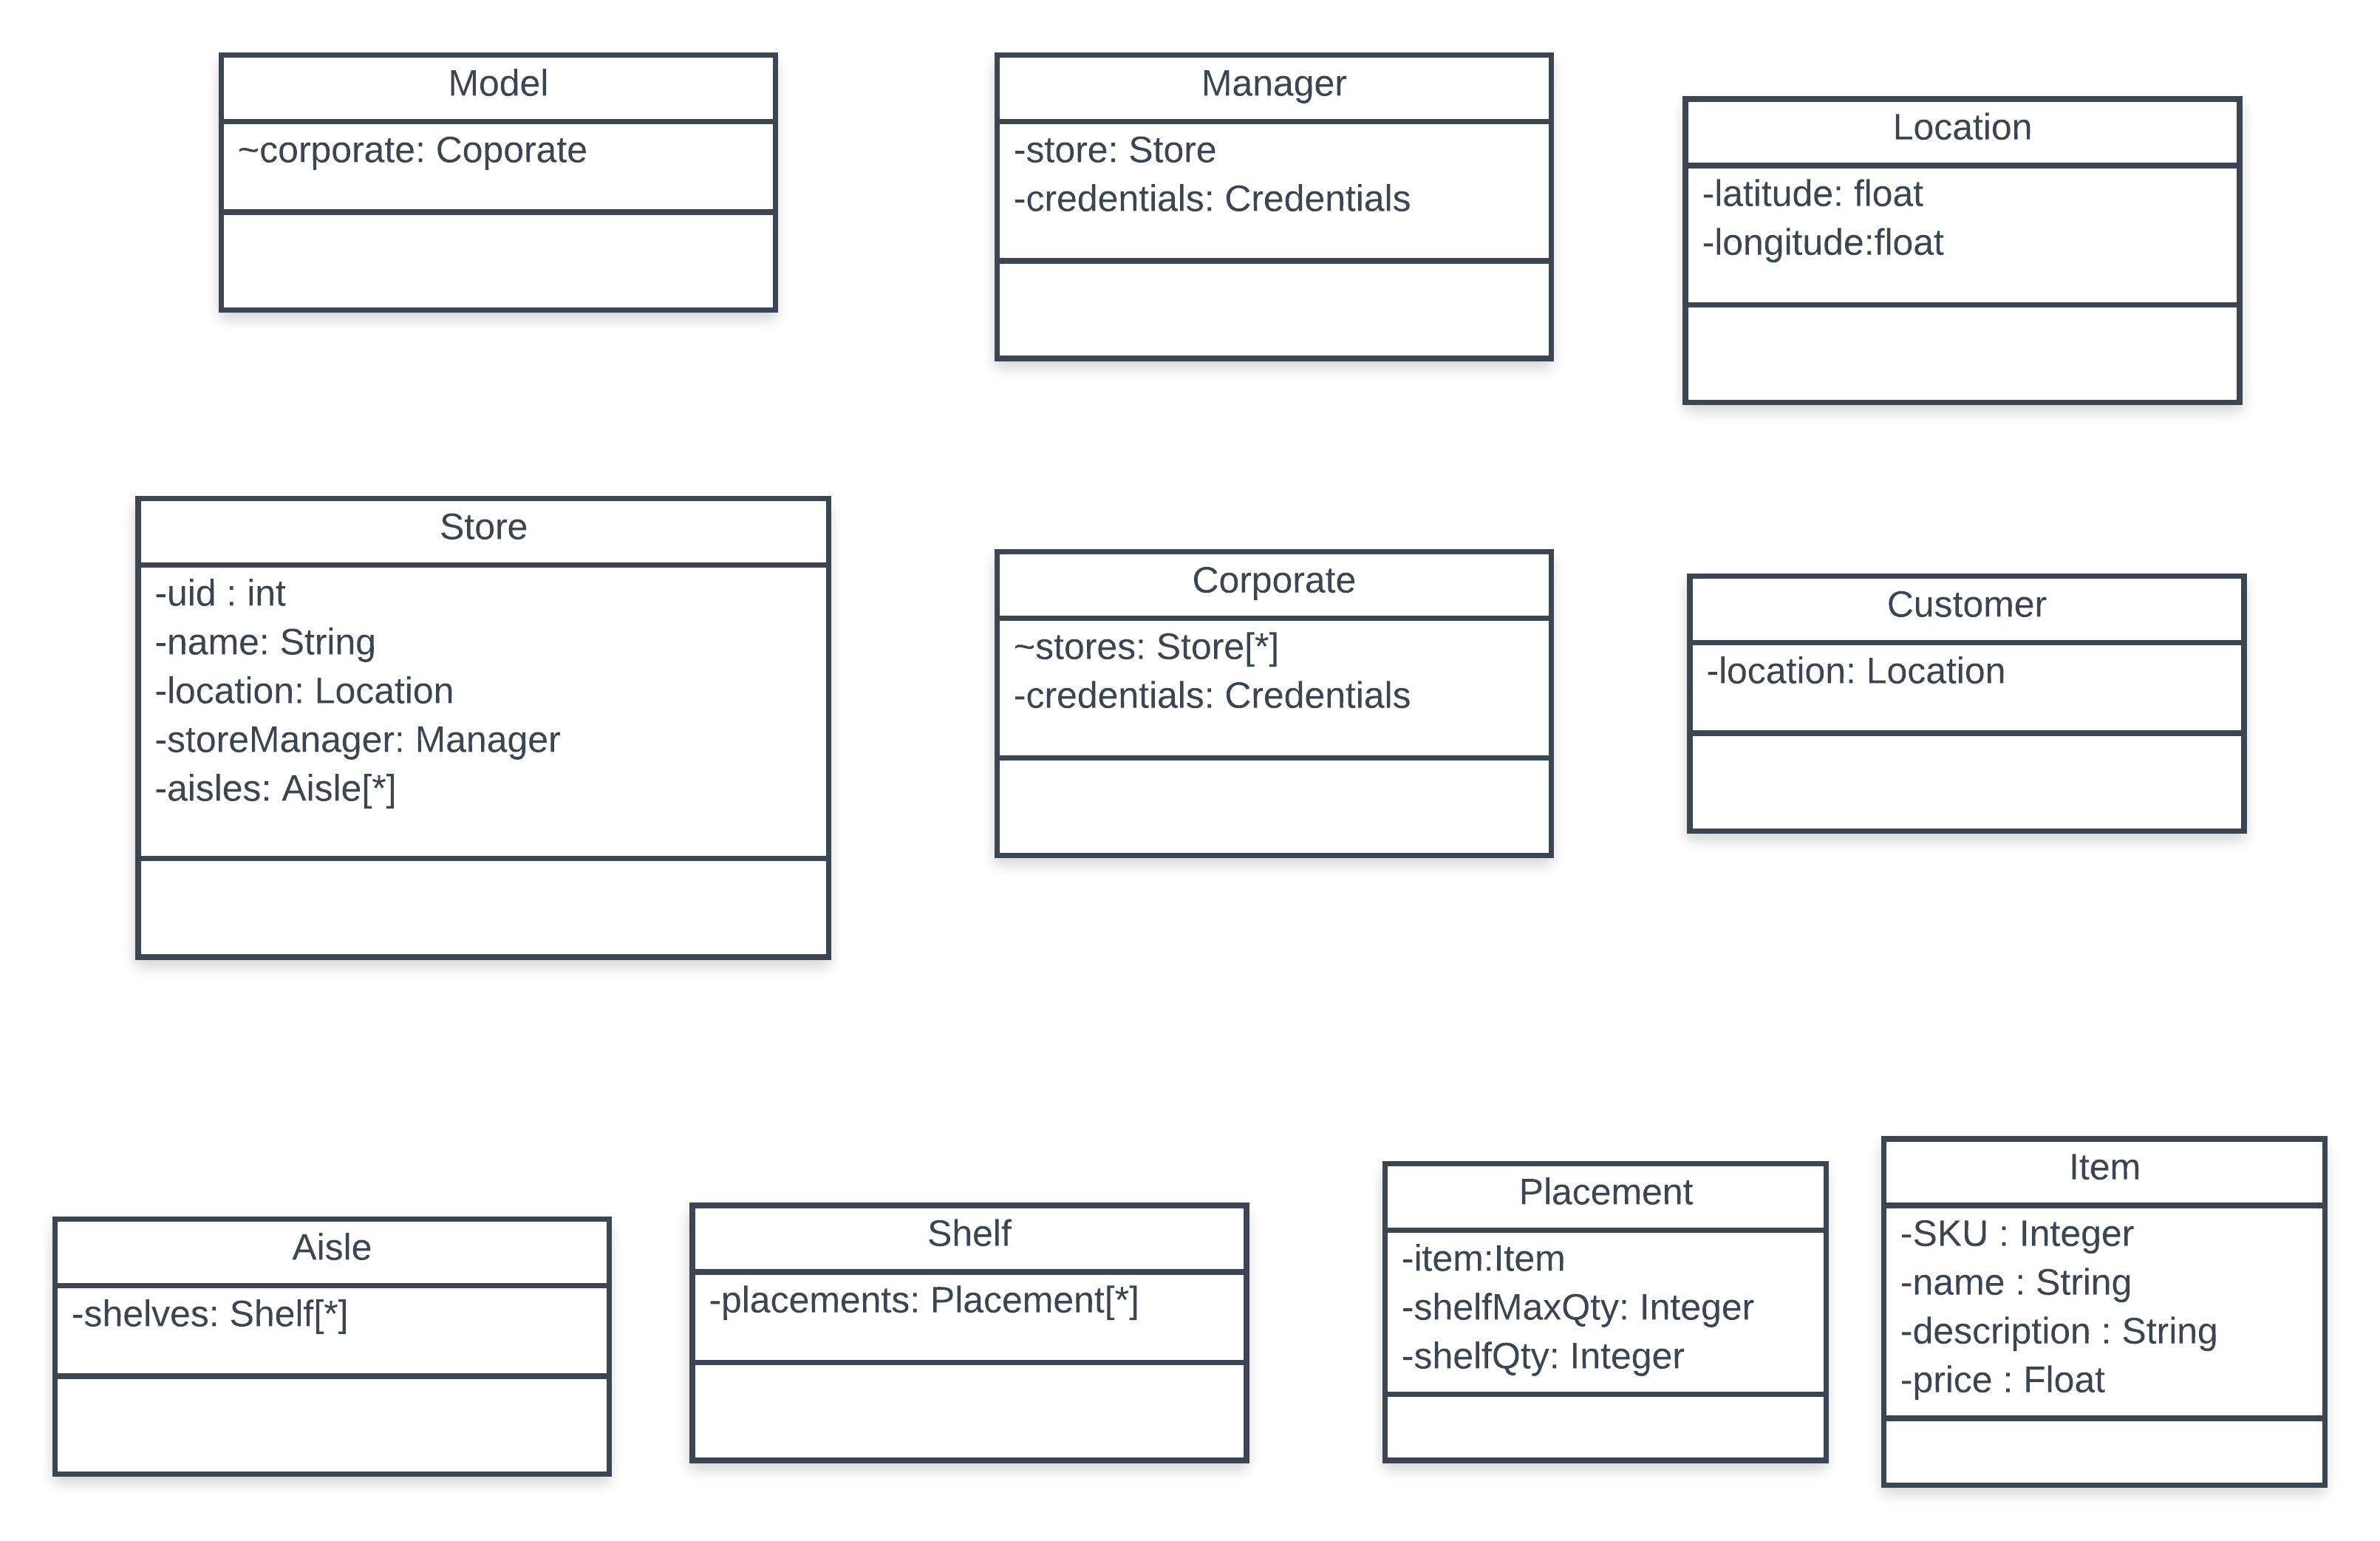 Model
~corporate: Coporate
Manager
-store: Store
-credentials: Credentials
Location
-latitude: float
-longitude:float
Store
-uid : int
-name: String
-location: Location
-storeManager: Manager
-aisles: Aisle[*]
Corporate
~stores: Store[*]
-credentials: Credentials
Customer
-location: Location
Aisle
-shelves: Shelf[*]
Shelf
-placements: Placement[*]
Placement
-item:Item
-shelfMaxQty: Integer
-shelfQty: Integer
Item
-SKU : Integer
-name : String
-description : String
-price : Float